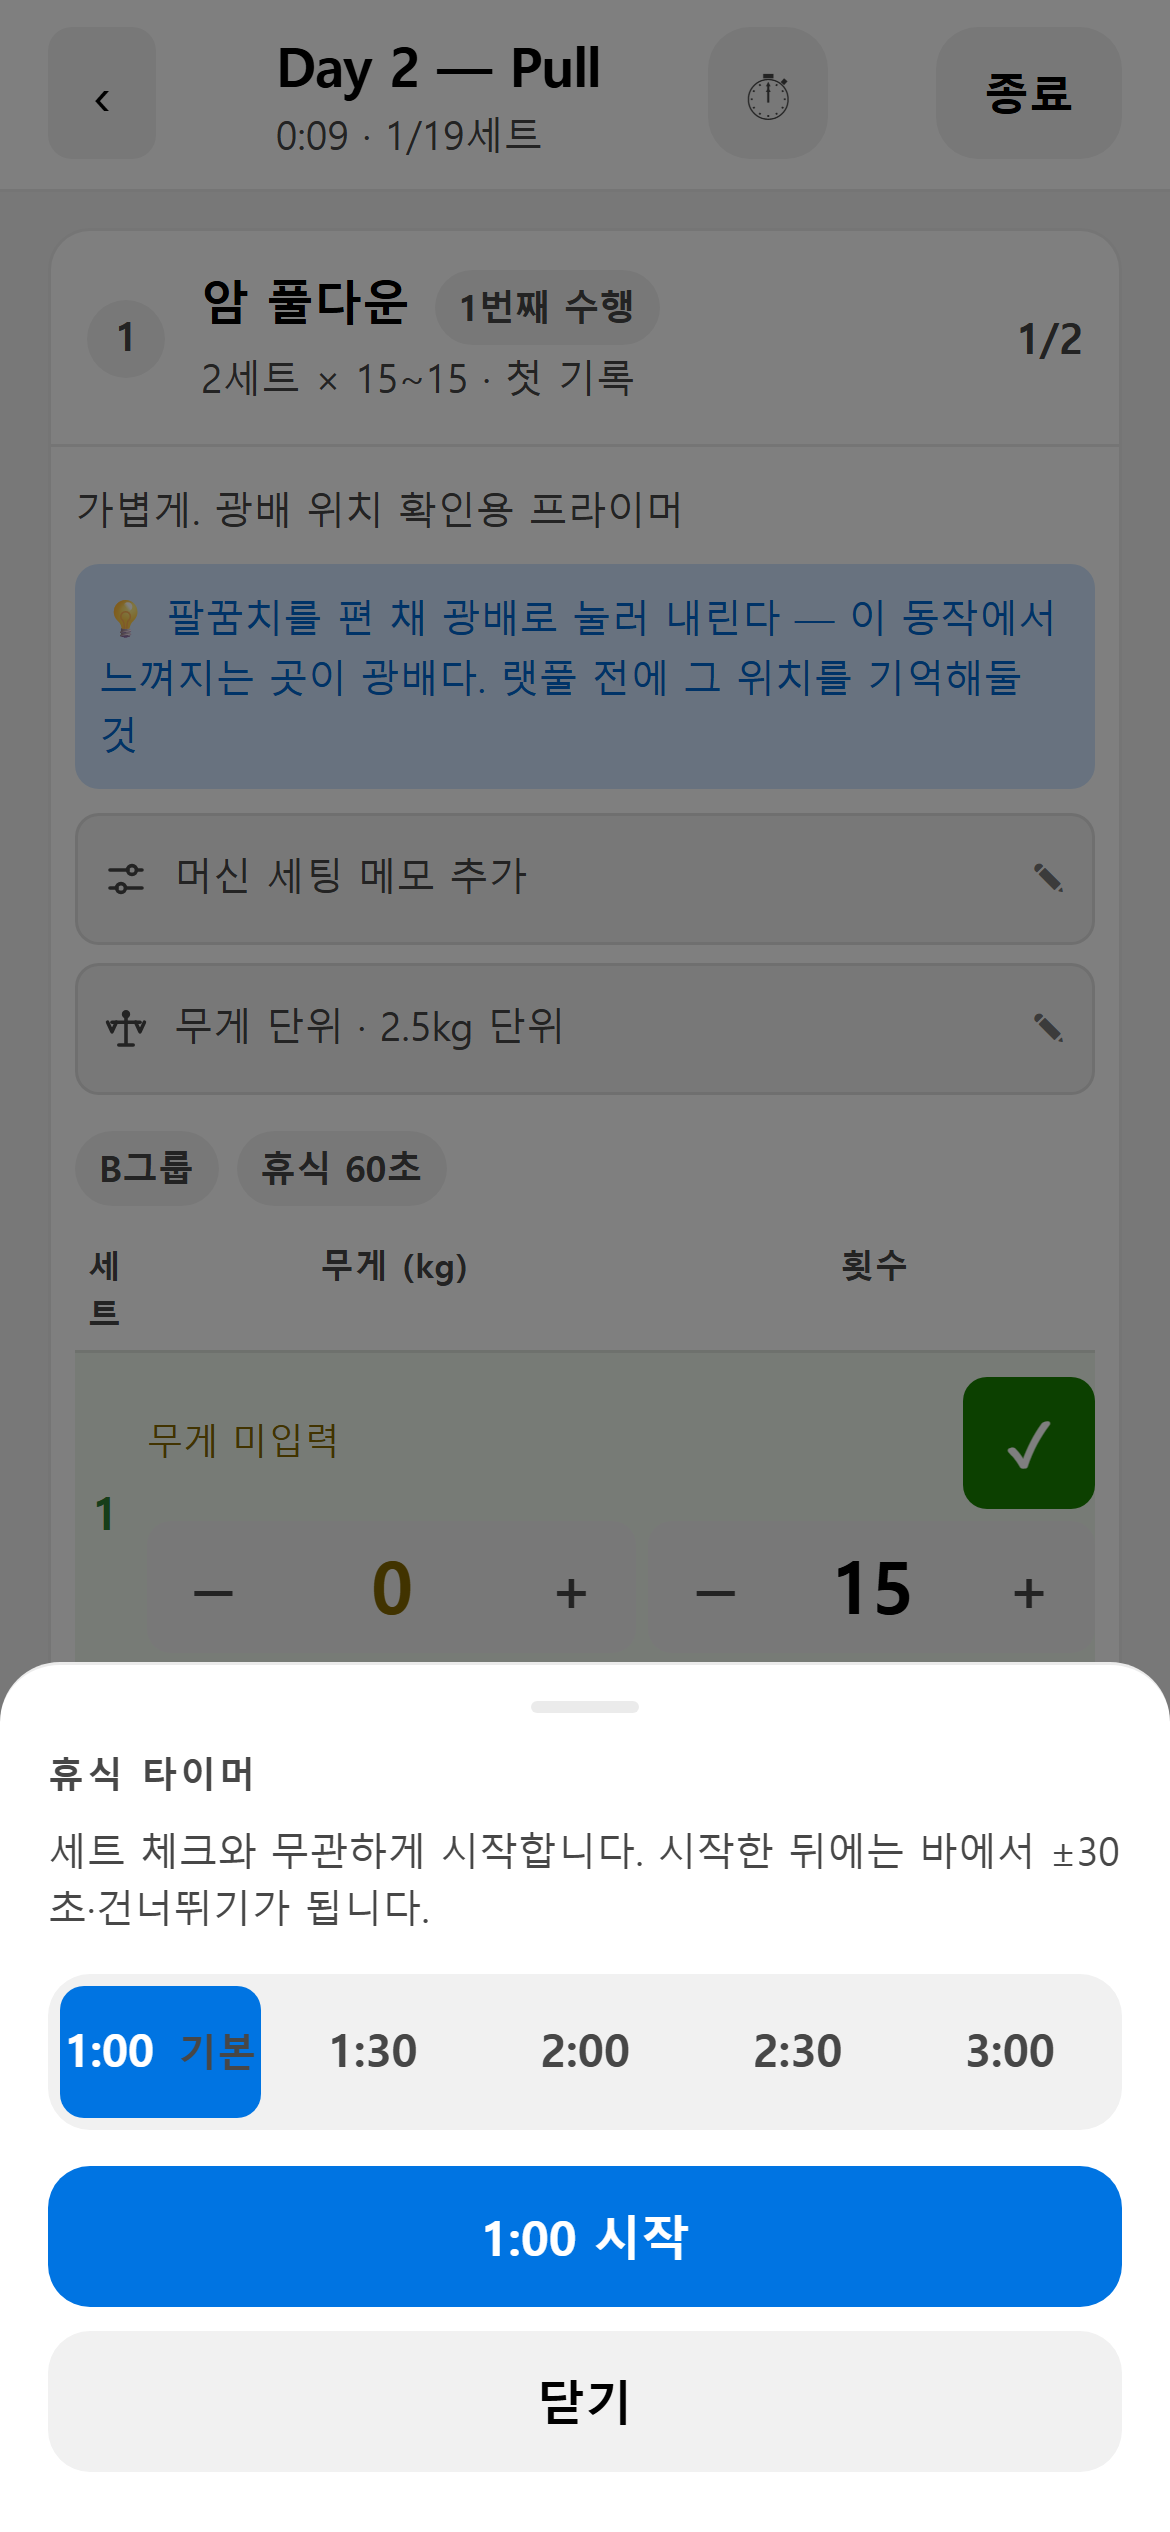 ‹
Day 2 — Pull
0:09 · 1/19세트
종료
1
암 풀다운
1번째 수행
2세트 × 15~15 · 첫 기록
1/2
가볍게. 광배 위치 확인용 프라이머
💡 팔꿈치를 편 채 광배로 눌러 내린다 — 이 동작에서
느껴지는 곳이 광배다. 랫풀 전에 그 위치를 기억해둘
것
머신 세팅 메모 추가
무게 단위 · 2.5kg 단위
B그룹
휴식 60초
세
트
무게 (kg)
횟수
무게 미입력
✓
1
— 0 +
— 15 +
휴식 타이머
세트 체크와 무관하게 시작합니다. 시작한 뒤에는 바에서 ±30
초·건너뛰기가 됩니다.
1:00 기본
1:30
2:00
2:30
3:00
1:00 시작
닫기